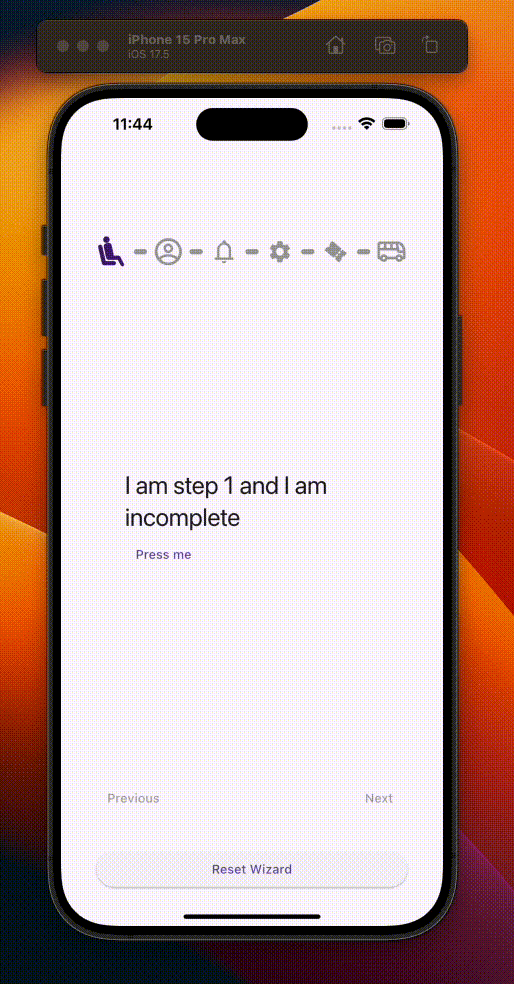 iPhone 15 Pro Max
iOS 17.5
11:44
I am step 1 and I am
incomplete
Press me
Previous
Next
Reset Wizard